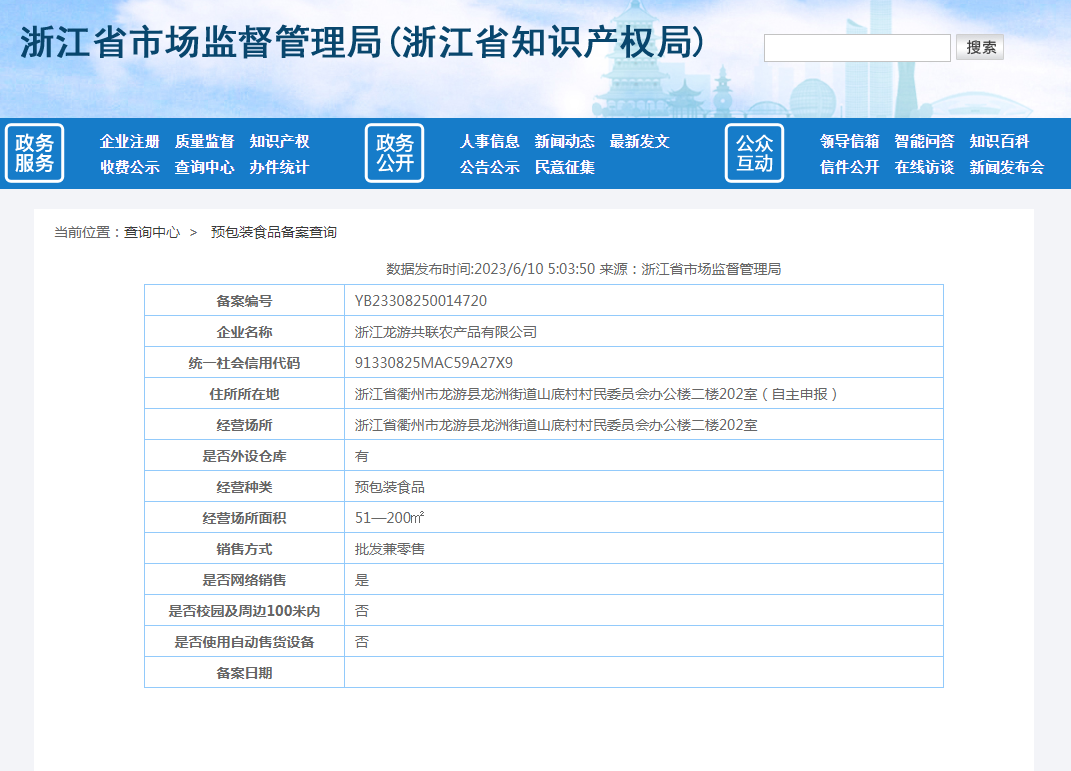 浙江省市场监督管理局(浙江省知识产权局)
搜索
政务服务
企业注册 质量监督 知识产权
收费公示 查询中心 办件统计
政务公开
人事信息 新闻动态 最新发文
公告公示 民意征集
公众互动
领导信箱 智能问答 知识百科
信件公开 在线访谈 新闻发布会
当前位置：查询中心 > 预包装食品备案查询
数据发布时间:2023/6/10 5:03:50 来源：浙江省市场监督管理局
备案编号 YB23308250014720
企业名称 浙江龙游共联农产品有限公司
统一社会信用代码 91330825MAC59A27X9
住所所在地 浙江省衢州市龙游县龙洲街道山底村村民委员会办公楼二楼202室（自主申报）
经营场所 浙江省衢州市龙游县龙洲街道山底村村民委员会办公楼二楼202室
是否外设仓库 有
经营种类 预包装食品
经营场所面积 51—200㎡
销售方式 批发兼零售
是否网络销售 是
是否校园及周边100米内 否
是否使用自动售货设备 否
备案日期